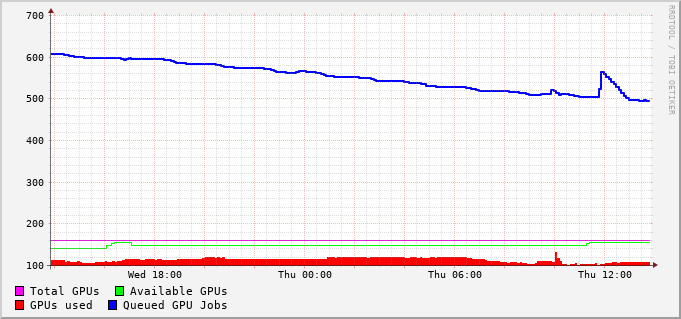 700
600
500
400
300
200
100
Wed 18:00 Thu 00:00 Thu 06:00 Thu 12:00
Total GPUs Available GPUs
GPUs used Queued GPU Jobs
RRDTOOL / TOBI OETIKER